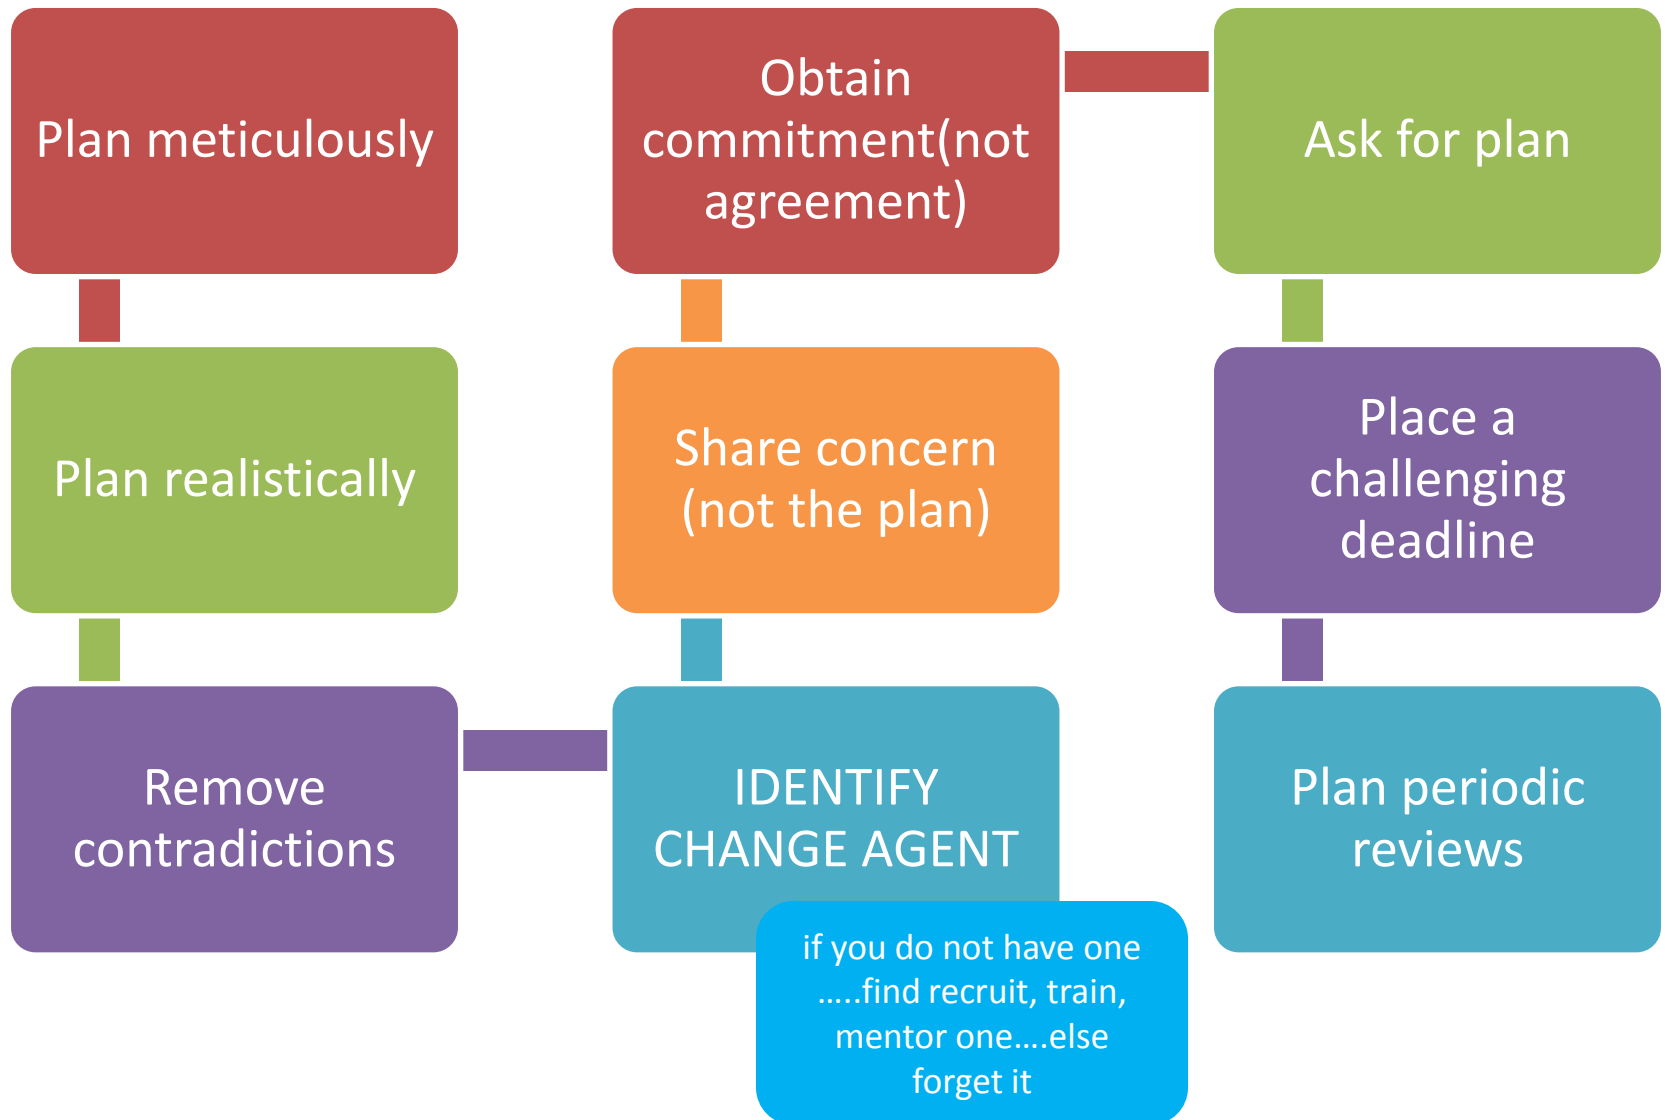 Plan meticulously
Plan realistically
Remove
contradictions
IDENTIFY
CHANGE AGENT
if you do not have one
.....find recruit, train,
mentor one....else
forget it
Share concern
(not the plan)
Obtain
commitment(not
agreement)
Ask for plan
Place a
challenging
deadline
Plan periodic
reviews